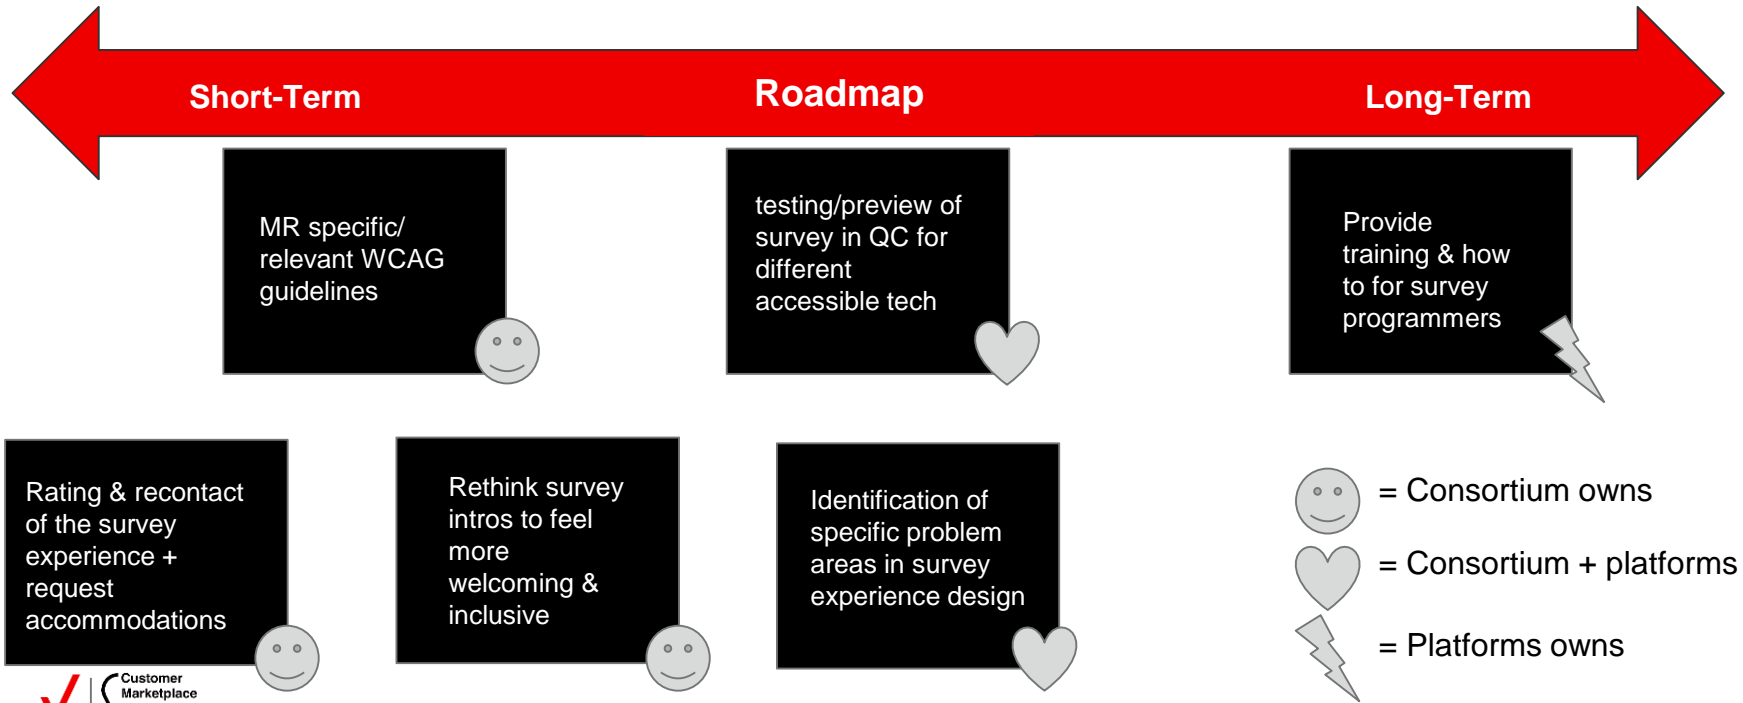 Short-Term
Roadmap
Long-Term
MR specific/
relevant WCAG
guidelines
testing/preview of
survey in QC for
different
accessible tech
Provide
training & how
to for survey
programmers
Rating & recontact
of the survey
experience +
request
accommodations
Rethink survey
intros to feel
more
welcoming &
inclusive
Identification of
specific problem
areas in survey
experience design
= Consortium owns
= Consortium + platforms
= Platforms owns
Customer
Marketplace